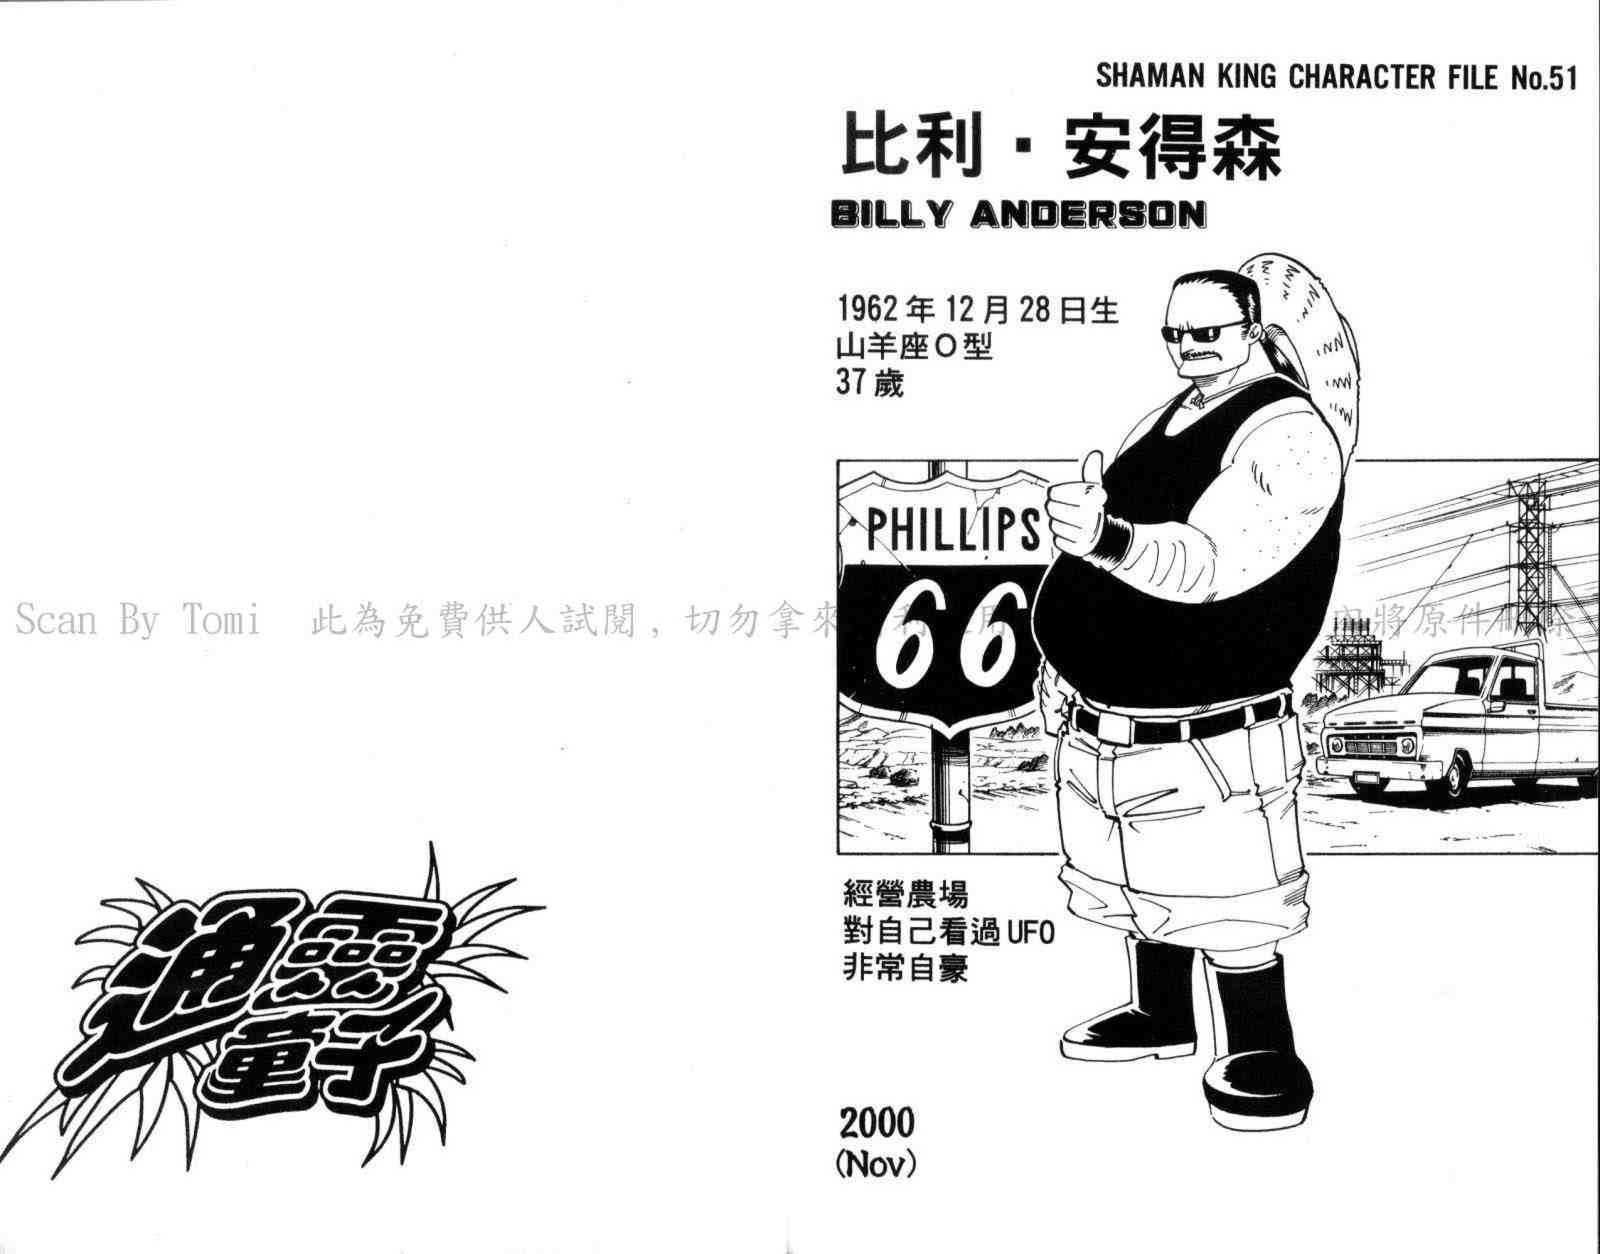 SHAMAN KING CHARACTER FILE No.51
比利・安得森
BILLY ANDERSON
1962年12月28日生
山羊座O型
37歲
PHILLIPS
66
Scan By Tomi 此為免費供人試閱，切勿拿來
內將原件
經營農場
對自己看過UFO
非常自豪
通靈
童子
2000
(Nov)